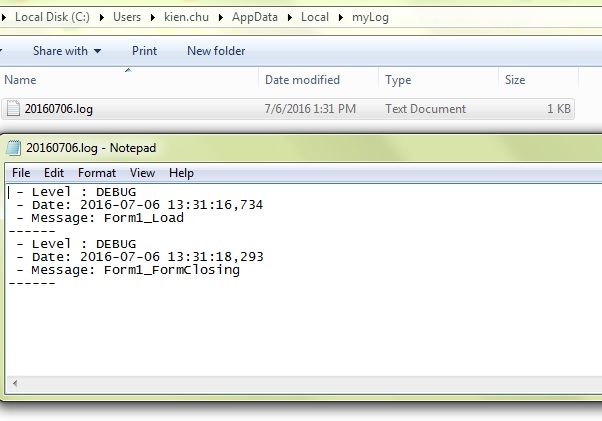 Local Disk (C:) Users kien.chu AppData Local myLog
Share with Print New folder
Name Date modified Type Size
20160706.log 7/6/2016 1:31 PM Text Document 1 KB
20160706.log - Notepad
File Edit Format View Help
- Level : DEBUG
- Date: 2016-07-06 13:31:16,734
- Message: Form1_Load
------
- Level : DEBUG
- Date: 2016-07-06 13:31:18,293
- Message: Form1_FormClosing
------